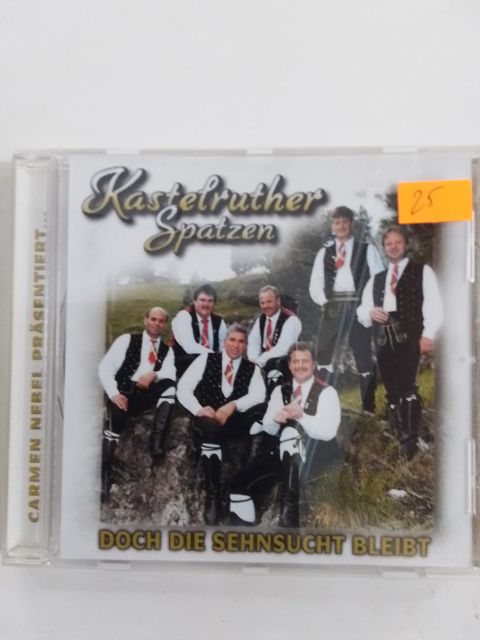 Kastelruther
Spatzen
25
CARMEN NEBEL PRÄSENTIERT...
DOCH DIE SEHNSUCHT BLEIBT